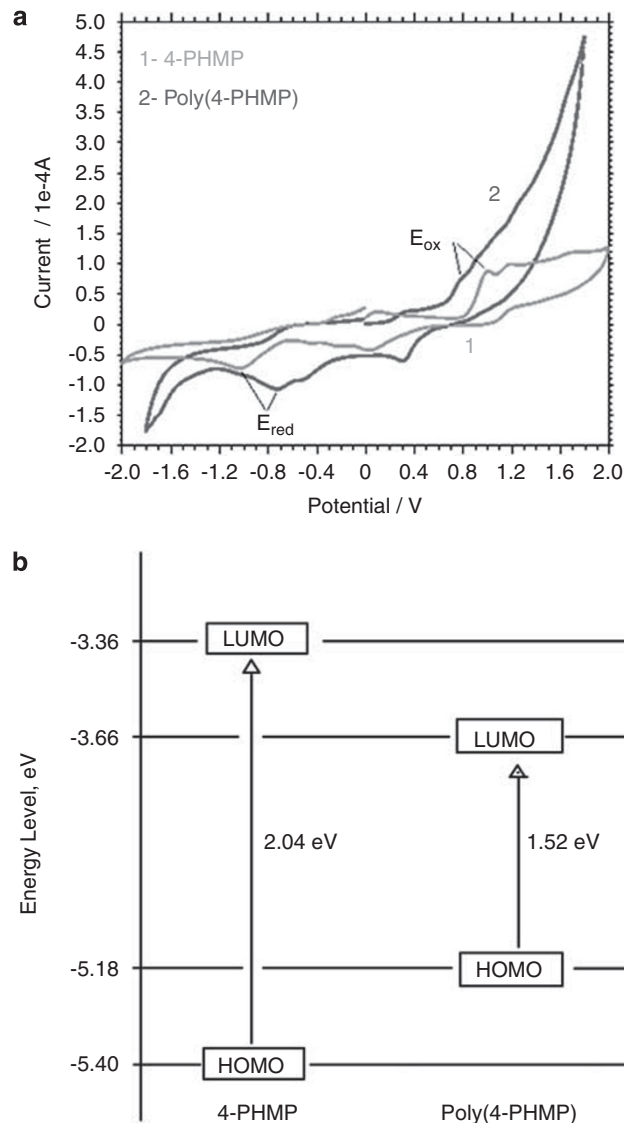 a
5.0
4.5
4.0
3.5
3.0
2.5
2.0
1.5
1.0
0.5
0
-0.5
-1.0
-1.5
-2.0
Current / 1e-4A
1- 4-PHMP
2- Poly(4-PHMP)
2
E_ox
1
E_red
-2.0 -1.6 -1.2 -0.8 -0.4 0 0.4 0.8 1.2 1.6 2.0
Potential / V
b
Energy Level, eV
-3.36 LUMO
-3.66 LUMO
2.04 eV 1.52 eV
-5.18 HOMO
-5.40 HOMO
4-PHMP Poly(4-PHMP)